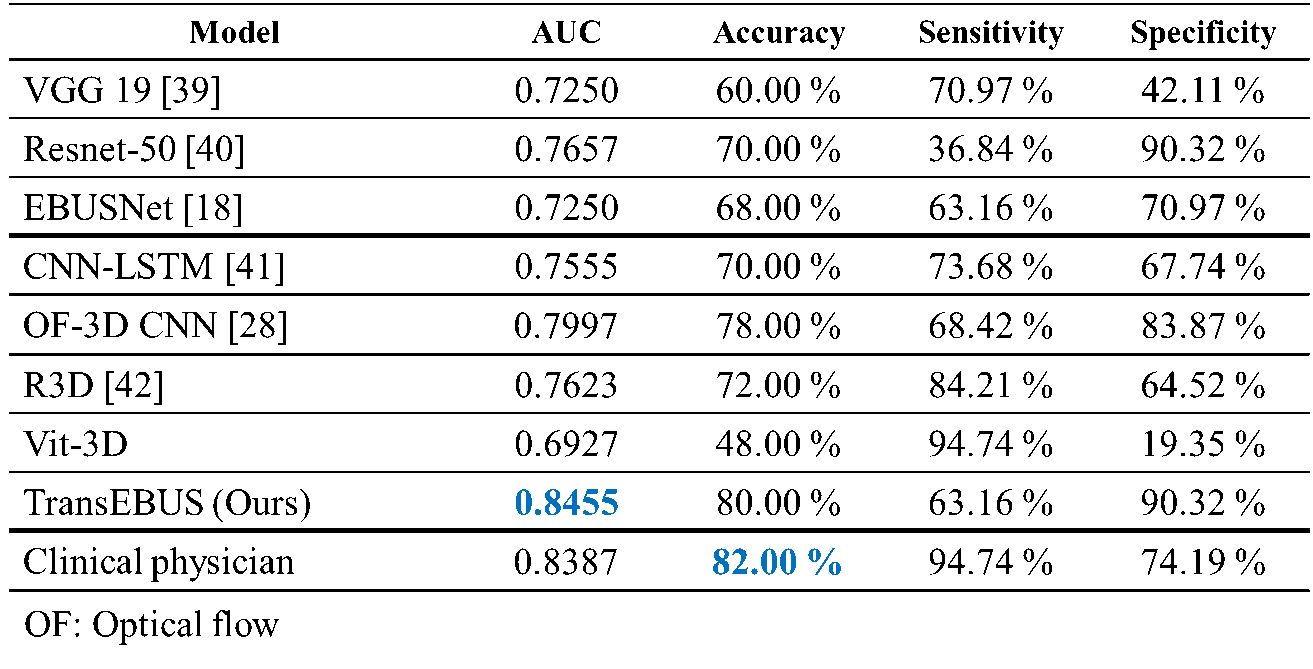 Model AUC Accuracy Sensitivity Specificity
VGG 19 [39] 0.7250 60.00 % 70.97 % 42.11 %
Resnet-50 [40] 0.7657 70.00 % 36.84 % 90.32 %
EBUSNet [18] 0.7250 68.00 % 63.16 % 70.97 %
CNN-LSTM [41] 0.7555 70.00 % 73.68 % 67.74 %
OF-3D CNN [28] 0.7997 78.00 % 68.42 % 83.87 %
R3D [42] 0.7623 72.00 % 84.21 % 64.52 %
Vit-3D 0.6927 48.00 % 94.74 % 19.35 %
TransEBUS (Ours) 0.8455 80.00 % 63.16 % 90.32 %
Clinical physician 0.8387 82.00 % 94.74 % 74.19 %
OF: Optical flow